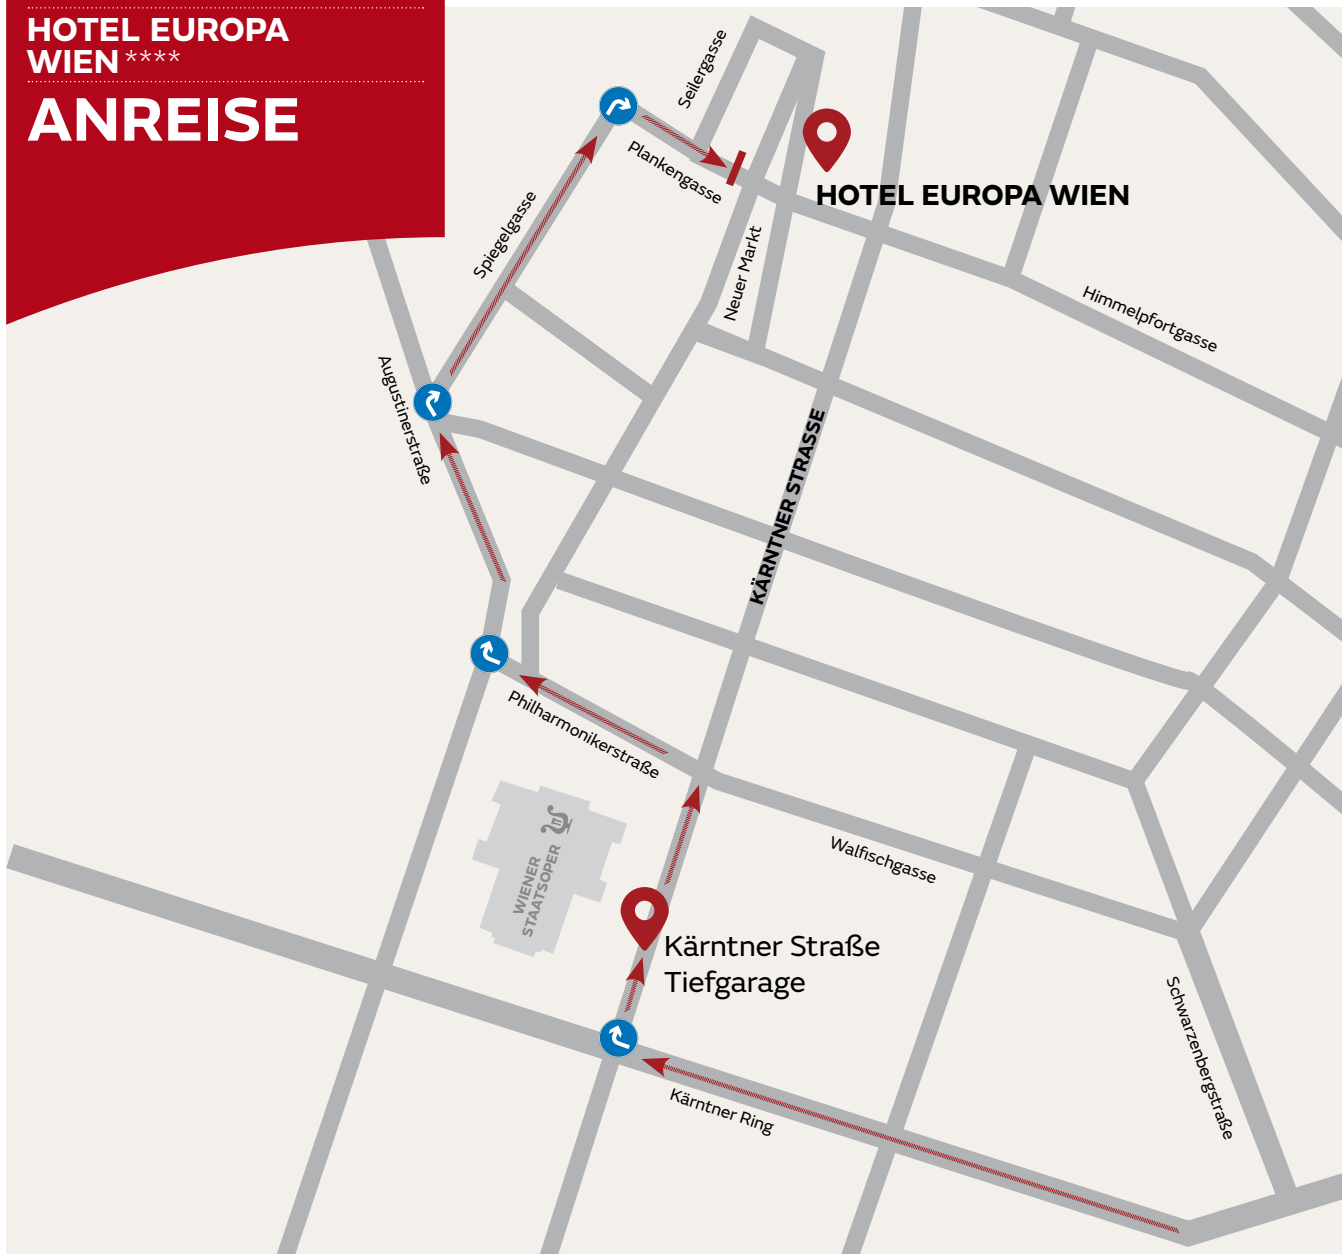 HOTEL EUROPA
WIEN ****
ANREISE
Seilergasse
Plankengasse
HOTEL EUROPA WIEN
Spiegelgasse
Neuer Markt
Himmelpfortgasse
Augustinerstraße
KÄRNTNER STRASSE
Philharmonikerstraße
Walfischgasse
WIENER
STAATSOPER
Kärntner Straße
Tiefgarage
Schwarzenbergstraße
Kärntner Ring